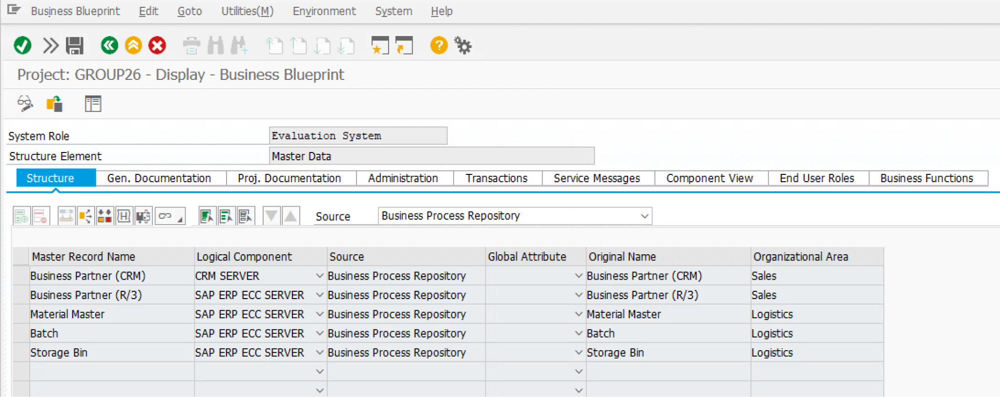 Business Blueprint Edit Goto Utilities(M) Environment System Help
Project: GROUP26 - Display - Business Blueprint
System Role Evaluation System
Structure Element Master Data
Structure Gen. Documentation Proj. Documentation Administration Transactions Service Messages Component View End User Roles Business Functions
Source Business Process Repository
Master Record Name Logical Component Source Global Attribute Original Name Organizational Area
Business Partner (CRM) CRM SERVER Business Process Repository Business Partner (CRM) Sales
Business Partner (R/3) SAP ERP ECC SERVER Business Process Repository Business Partner (R/3) Sales
Material Master SAP ERP ECC SERVER Business Process Repository Material Master Logistics
Batch SAP ERP ECC SERVER Business Process Repository Batch Logistics
Storage Bin SAP ERP ECC SERVER Business Process Repository Storage Bin Logistics